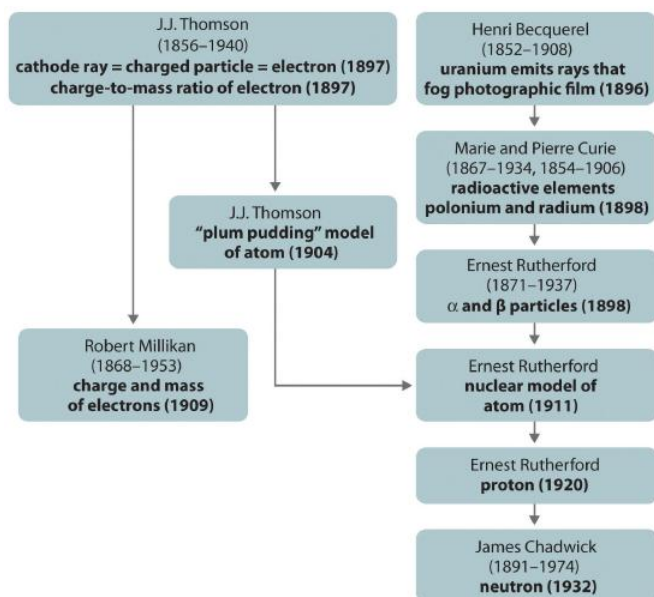 J.J. Thomson
(1856–1940)
cathode ray = charged particle = electron (1897)
charge-to-mass ratio of electron (1897)
Henri Becquerel
(1852–1908)
uranium emits rays that
fog photographic film (1896)
Marie and Pierre Curie
(1867–1934, 1854–1906)
radioactive elements
polonium and radium (1898)
J.J. Thomson
“plum pudding” model
of atom (1904)
Ernest Rutherford
(1871–1937)
α and β particles (1898)
Robert Millikan
(1868–1953)
charge and mass
of electrons (1909)
Ernest Rutherford
nuclear model of
atom (1911)
Ernest Rutherford
proton (1920)
James Chadwick
(1891–1974)
neutron (1932)